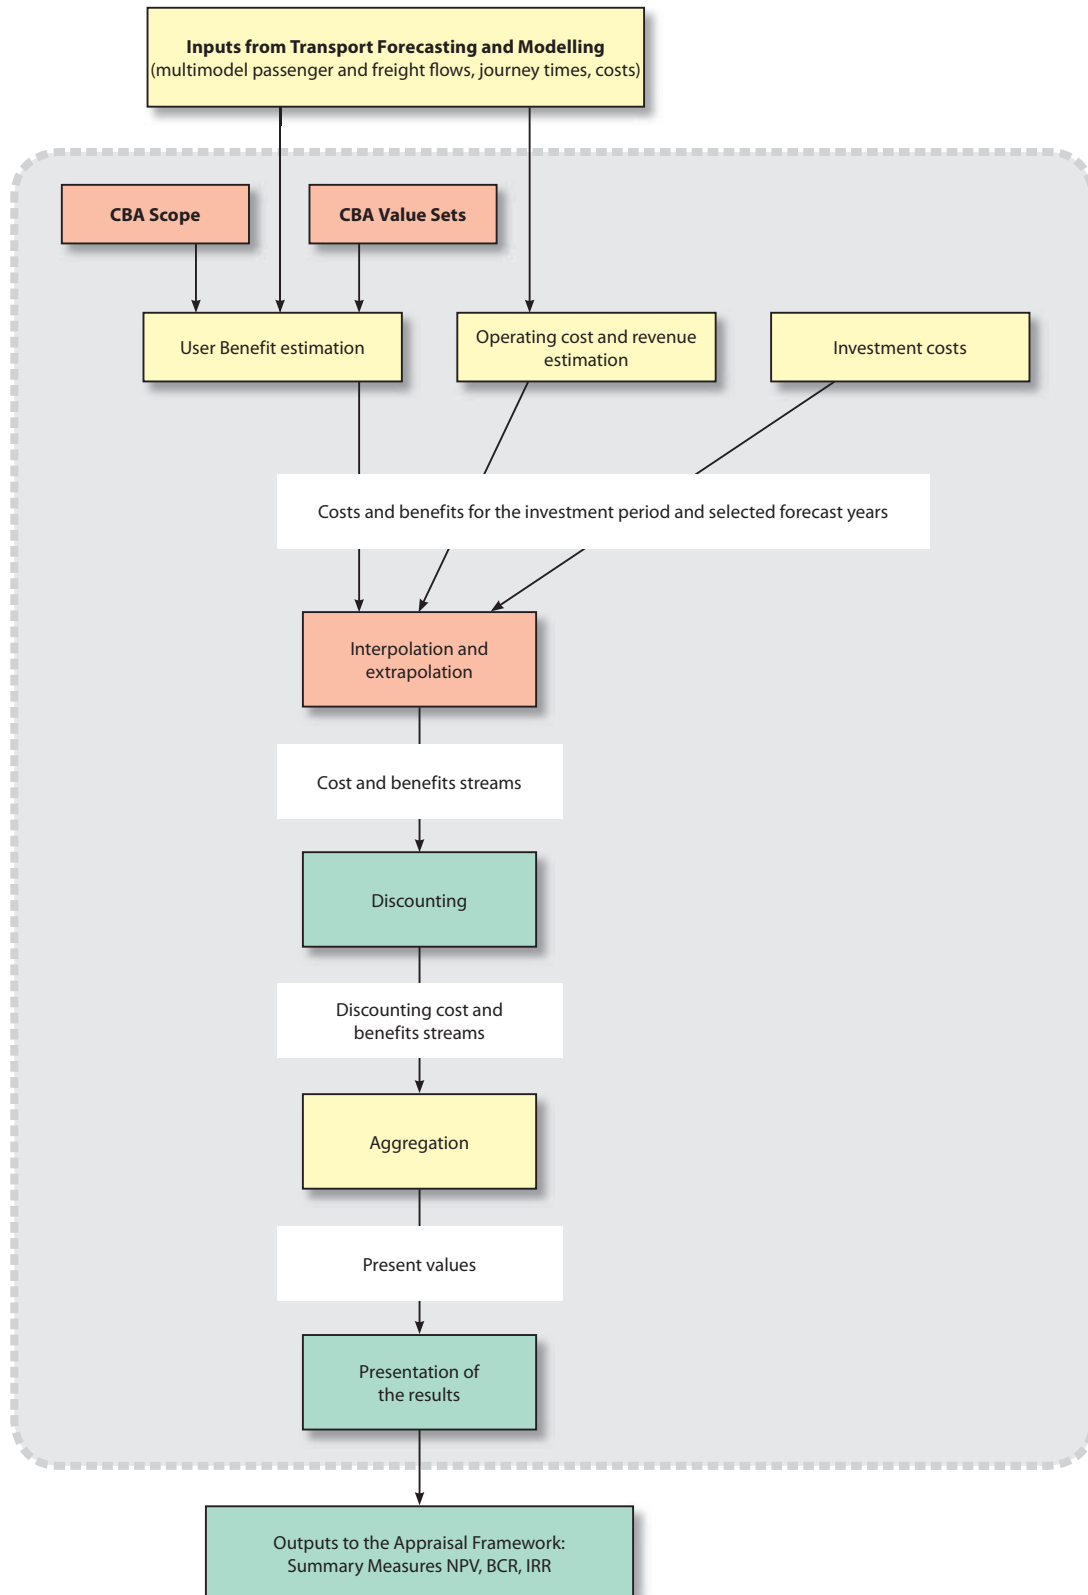 Inputs from Transport Forecasting and Modelling
(multimodel passenger and freight flows, journey times, costs)
CBA Scope
CBA Value Sets
User Benefit estimation
Operating cost and revenue
estimation
Investment costs
Costs and benefits for the investment period and selected forecast years
Interpolation and
extrapolation
Cost and benefits streams
Discounting
Discounting cost and
benefits streams
Aggregation
Present values
Presentation of
the results
Outputs to the Appraisal Framework:
Summary Measures NPV, BCR, IRR